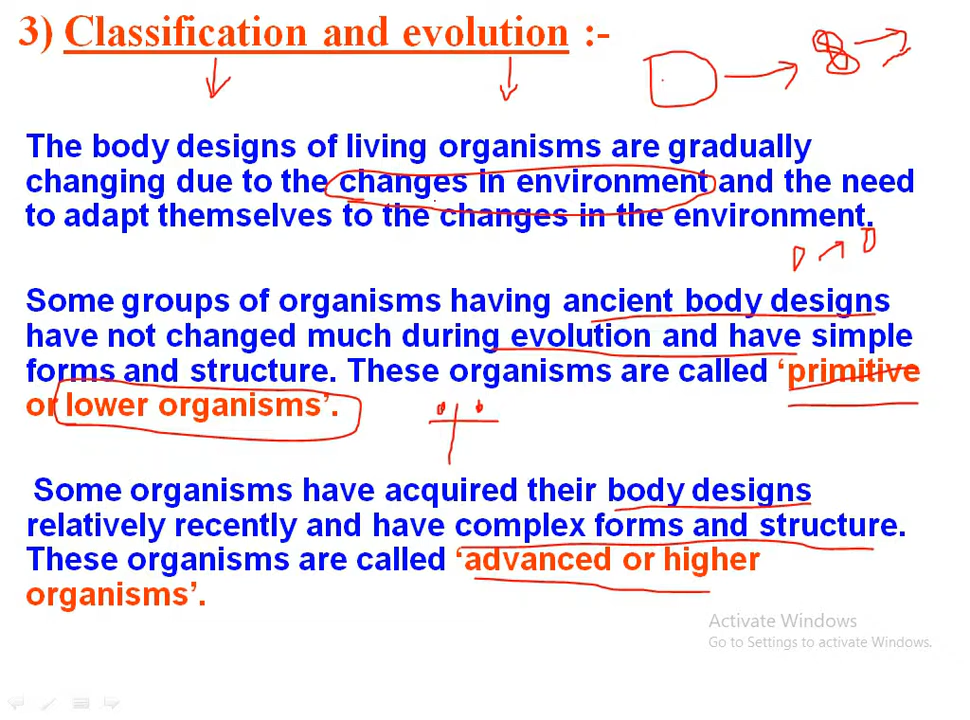 3) Classification and evolution :-
The body designs of living organisms are gradually
changing due to the changes in environment and the need
to adapt themselves to the changes in the environment.
Some groups of organisms having ancient body designs
have not changed much during evolution and have simple
forms and structure. These organisms are called ‘primitive
or lower organisms’.
Some organisms have acquired their body designs
relatively recently and have complex forms and structure.
These organisms are called ‘advanced or higher
organisms’.
Activate Windows
Go to Settings to activate Windows.